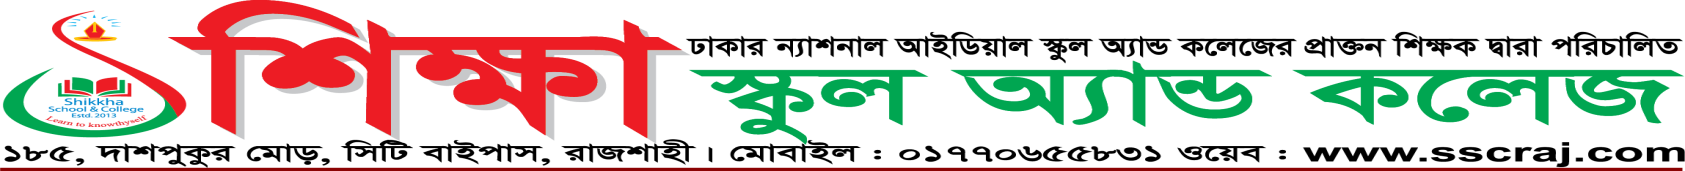 Shikkha
School & College
Estd. 2013
Learn to knowthyself
শিক্ষা
ঢাকার ন্যাশনাল আইডিয়াল স্কুল অ্যান্ড কলেজের প্রাক্তন শিক্ষক দ্বারা পরিচালিত
স্কুল অ্যান্ড কলেজ
১৮৫, দাশপুকুর মোড়, সিটি বাইপাস, রাজশাহী। মোবাইল : ০১৭৭০৬৫৫৮৩১ ওয়েব : www.sscraj.com